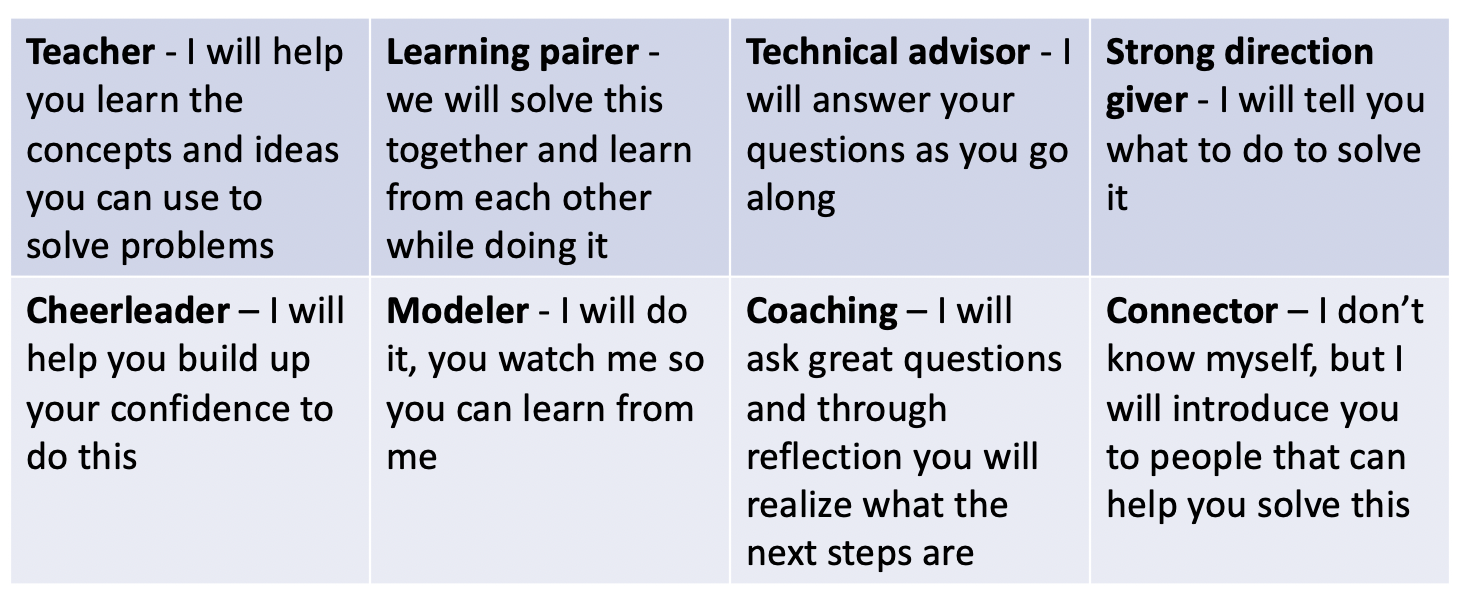 Teacher - I will help
you learn the
concepts and ideas
you can use to
solve problems
Learning pairer -
we will solve this
together and learn
from each other
while doing it
Technical advisor - I
will answer your
questions as you go
along
Strong direction
giver - I will tell you
what to do to solve
it
Cheerleader – I will
help you build up
your confidence to
do this
Modeler - I will do
it, you watch me so
you can learn from
me
Coaching – I will
ask great questions
and through
reflection you will
realize what the
next steps are
Connector – I don’t
know myself, but I
will introduce you
to people that can
help you solve this